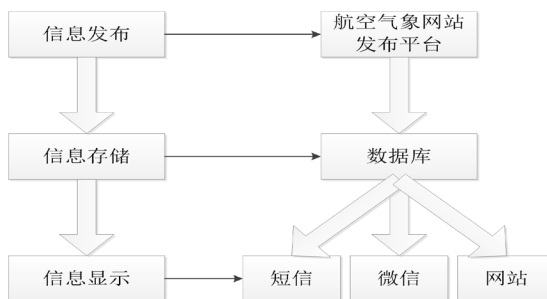 信息发布
航空气象网站
发布平台
信息存储
数据库
信息显示
短信
微信
网站